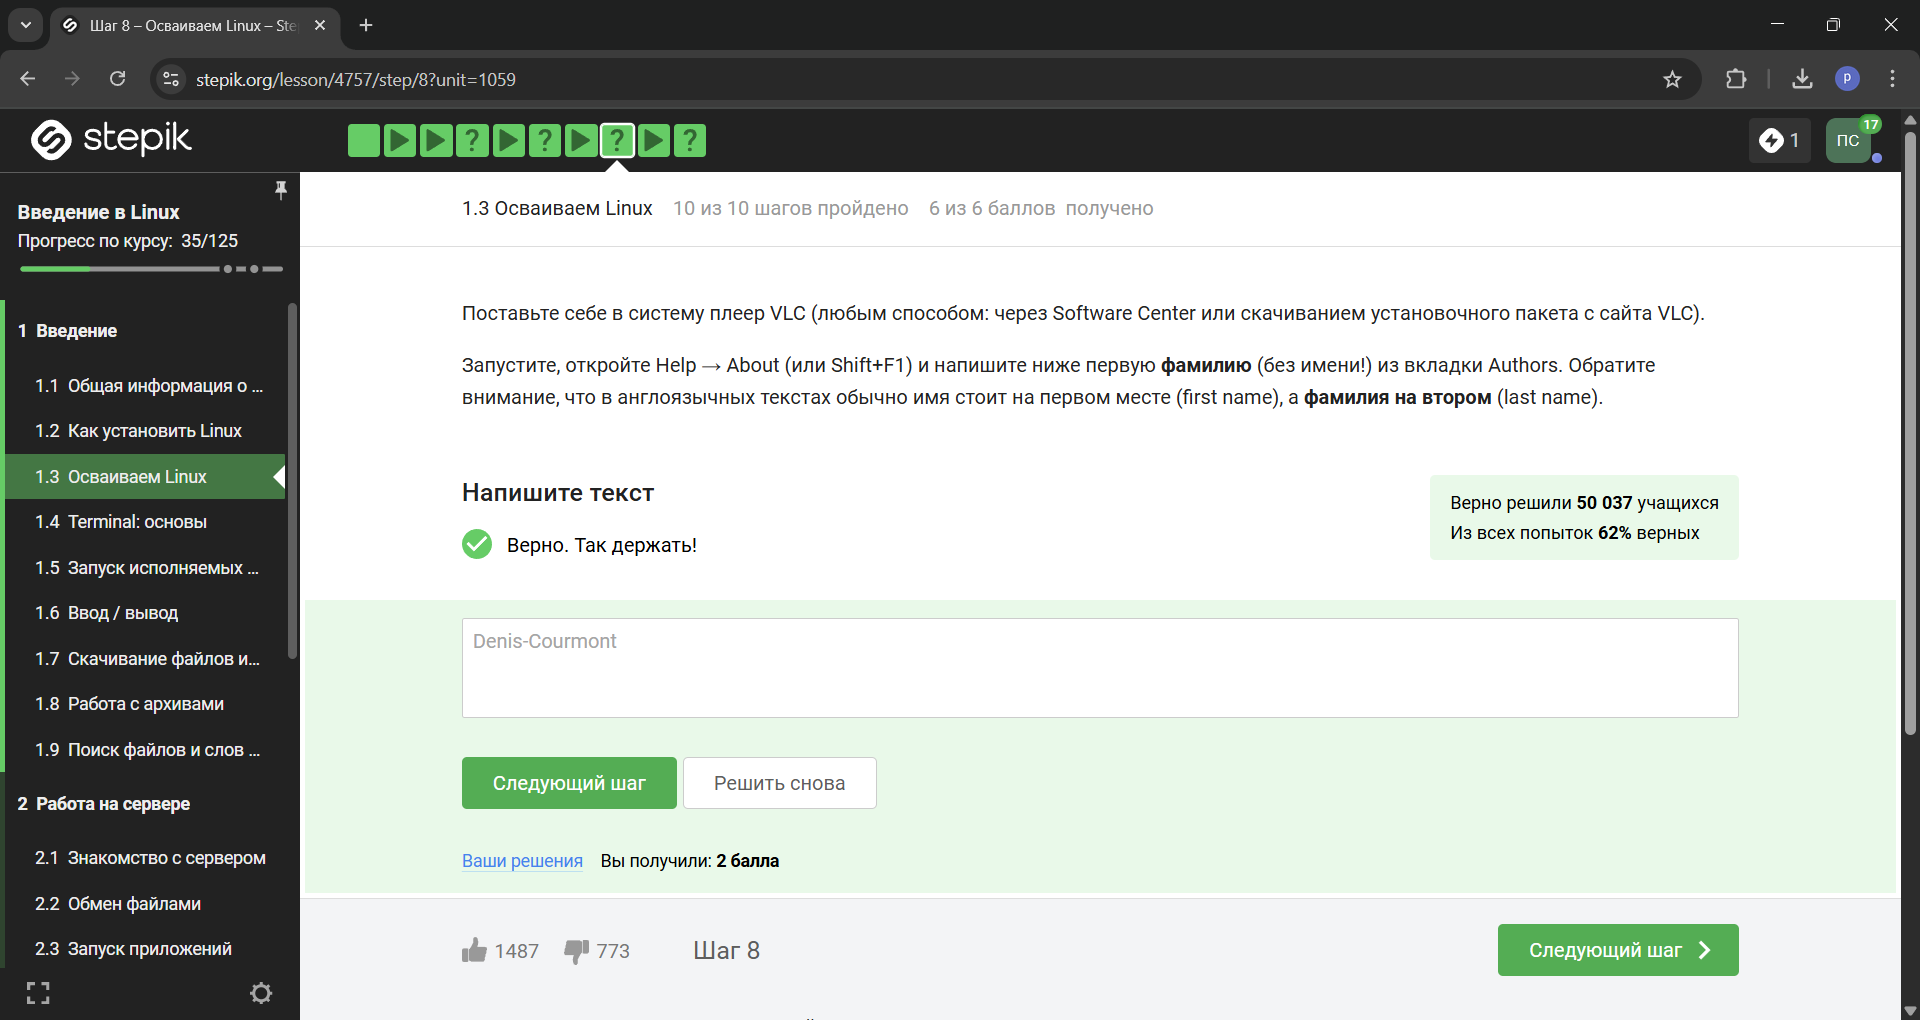 Шаг 8 – Осваиваем Linux – Ste
stepik.org/lesson/4757/step/8?unit=1059
P
stepik
? ? ? ?
1
ПС
17
Введение в Linux
Прогресс по курсу: 35/125
1 Введение
1.1 Общая информация о ...
1.2 Как установить Linux
1.3 Осваиваем Linux
1.4 Terminal: основы
1.5 Запуск исполняемых ...
1.6 Ввод / вывод
1.7 Скачивание файлов и...
1.8 Работа с архивами
1.9 Поиск файлов и слов ...
2 Работа на сервере
2.1 Знакомство с сервером
2.2 Обмен файлами
2.3 Запуск приложений
1.3 Осваиваем Linux 10 из 10 шагов пройдено 6 из 6 баллов получено
Поставьте себе в систему плеер VLC (любым способом: через Software Center или скачиванием установочного пакета с сайта VLC).
Запустите, откройте Help → About (или Shift+F1) и напишите ниже первую фамилию (без имени!) из вкладки Authors. Обратите
внимание, что в англоязычных текстах обычно имя стоит на первом месте (first name), а фамилия на втором (last name).
Напишите текст
Верно. Так держать!
Верно решили 50 037 учащихся
Из всех попыток 62% верных
Denis-Courmont
Следующий шаг
Решить снова
Ваши решения Вы получили: 2 балла
1487 773 Шаг 8
Следующий шаг